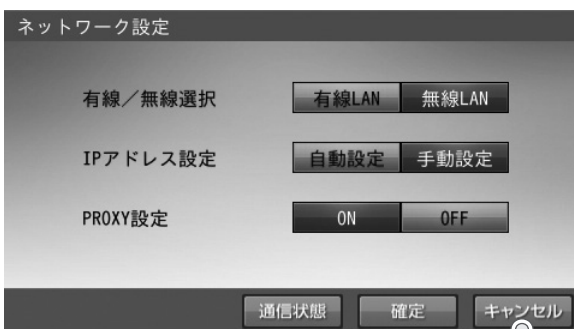 ネットワーク設定
有線／無線選択 有線LAN 無線LAN
IPアドレス設定 自動設定 手動設定
PROXY設定 ON OFF
通信状態 確定 キャンセル